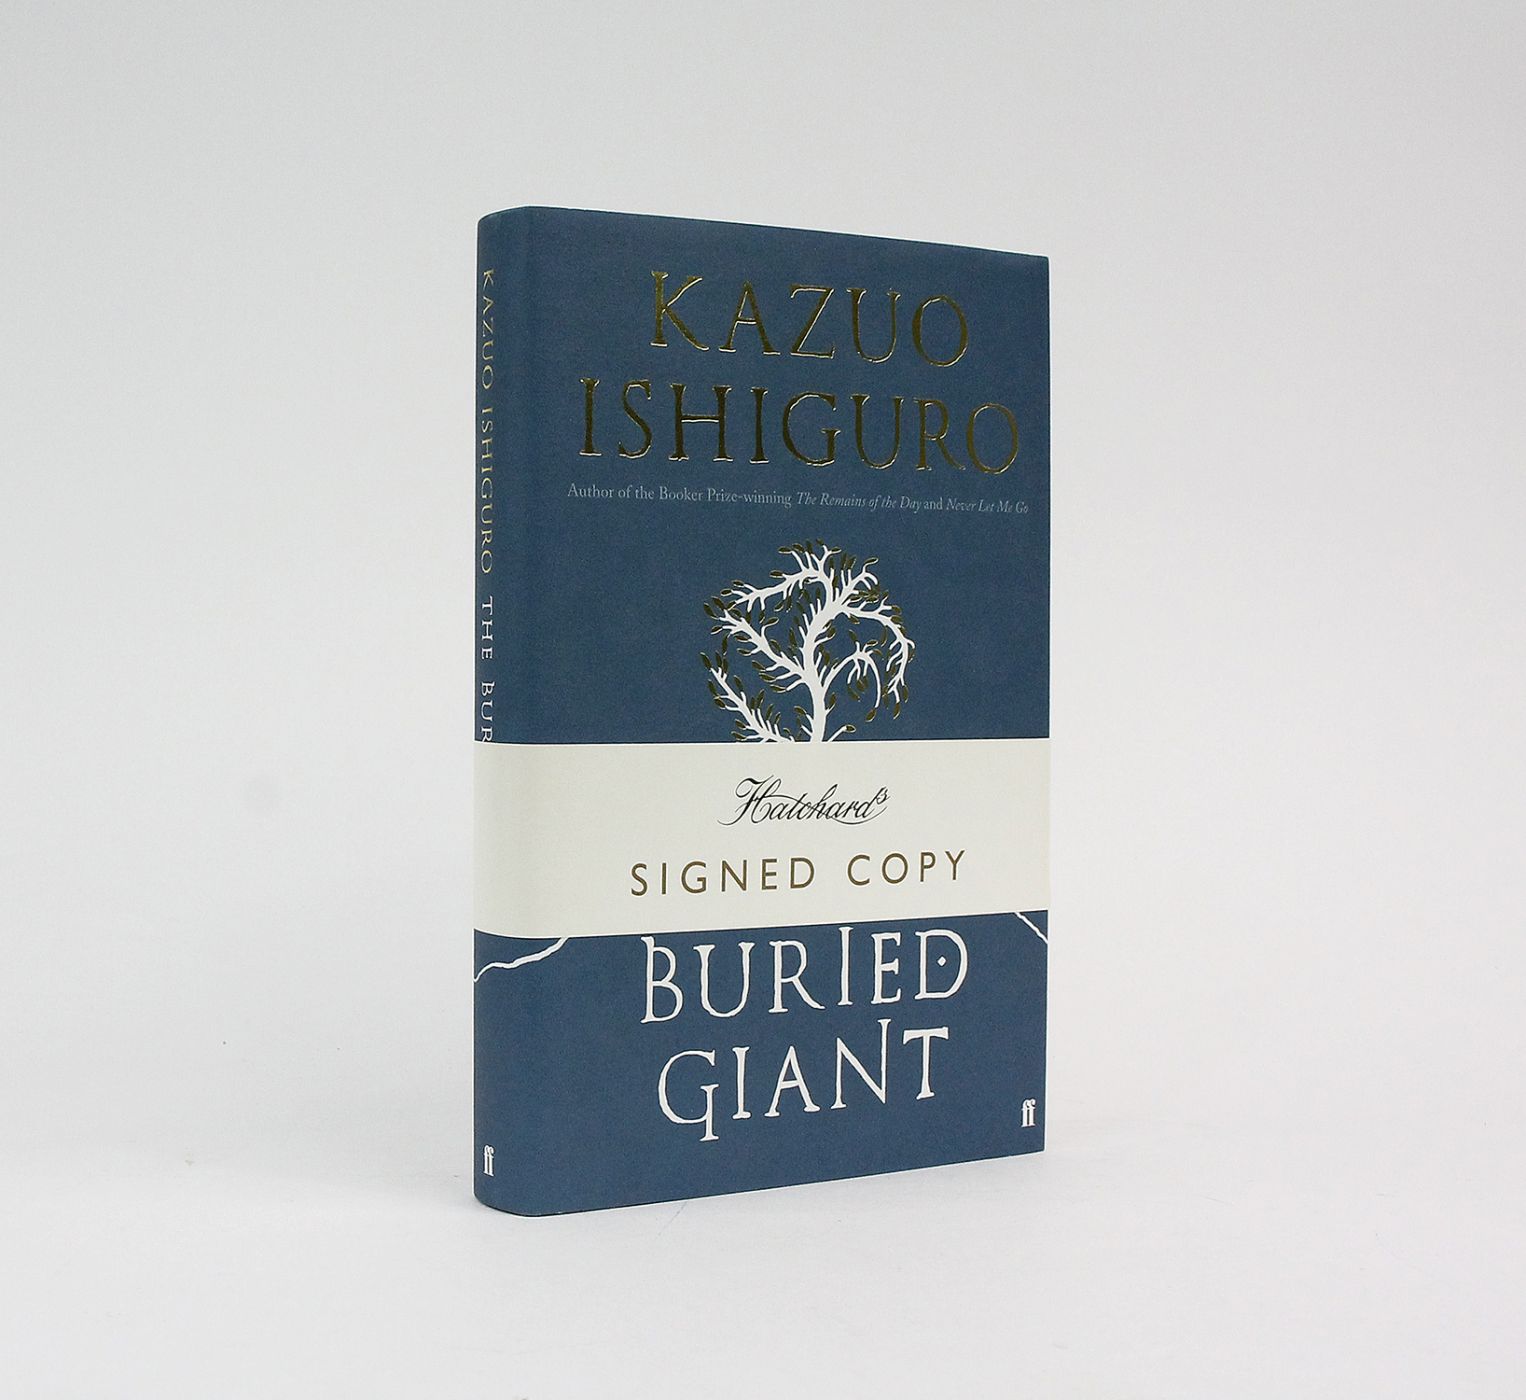 KAZUO ISHIGURO THE BUR
ff
KAZUO
ISHIGURO
Author of the Booker Prize-winning The Remains of the Day and Never Let Me Go
Hatchards
SIGNED COPY
BURIED
GIANT
ff